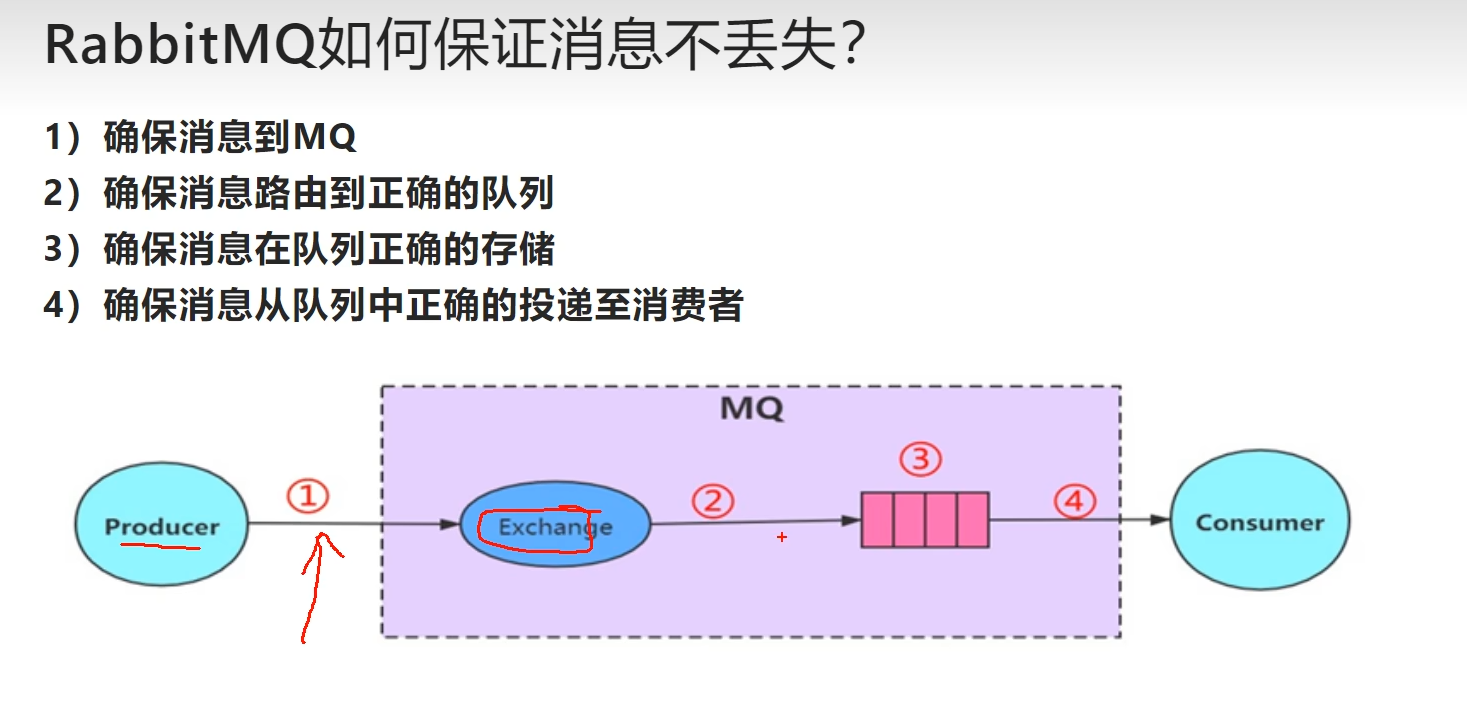 RabbitMQ如何保证消息不丢失？
1）确保消息到MQ
2）确保消息路由到正确的队列
3）确保消息在队列正确的存储
4）确保消息从队列中正确的投递至消费者
MQ
③
① ② ④
Producer Exchange Consumer